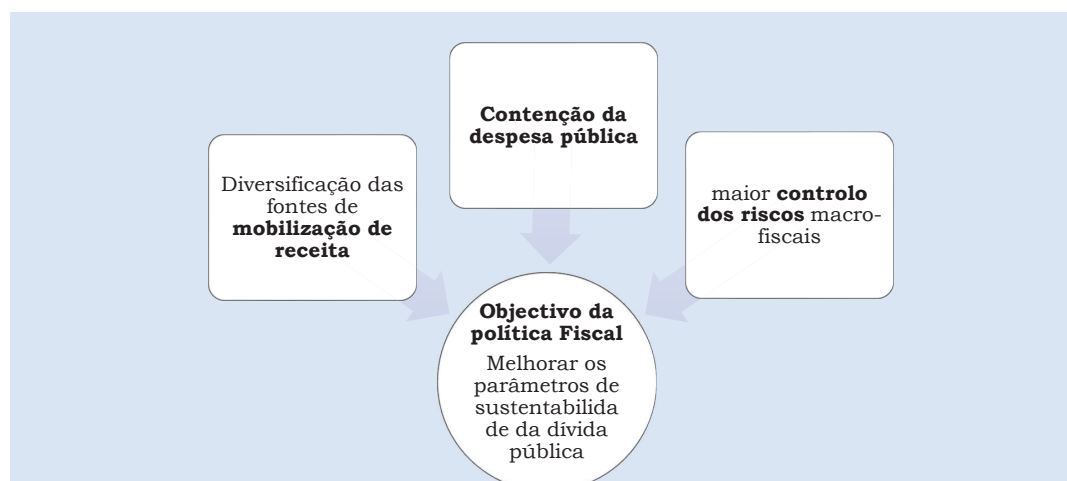 Contenção da
despesa pública
Diversificação das
fontes de
mobilização de
receita
maior controlo
dos riscos macro-
fiscais
Objectivo da
política Fiscal
Melhorar os
parâmetros de
sustentabilida
de da dívida
pública